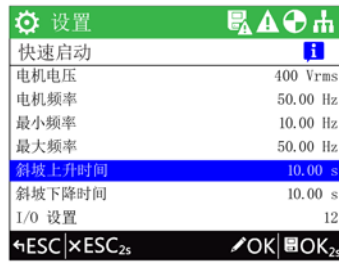 设置
快速启动
电机电压 400 Vrms
电机频率 50.00 Hz
最小频率 10.00 Hz
最大频率 50.00 Hz
斜坡上升时间 10.00 s
斜坡下降时间 10.00 s
I/O 设置 12
ESC ESC2s OK OK2s